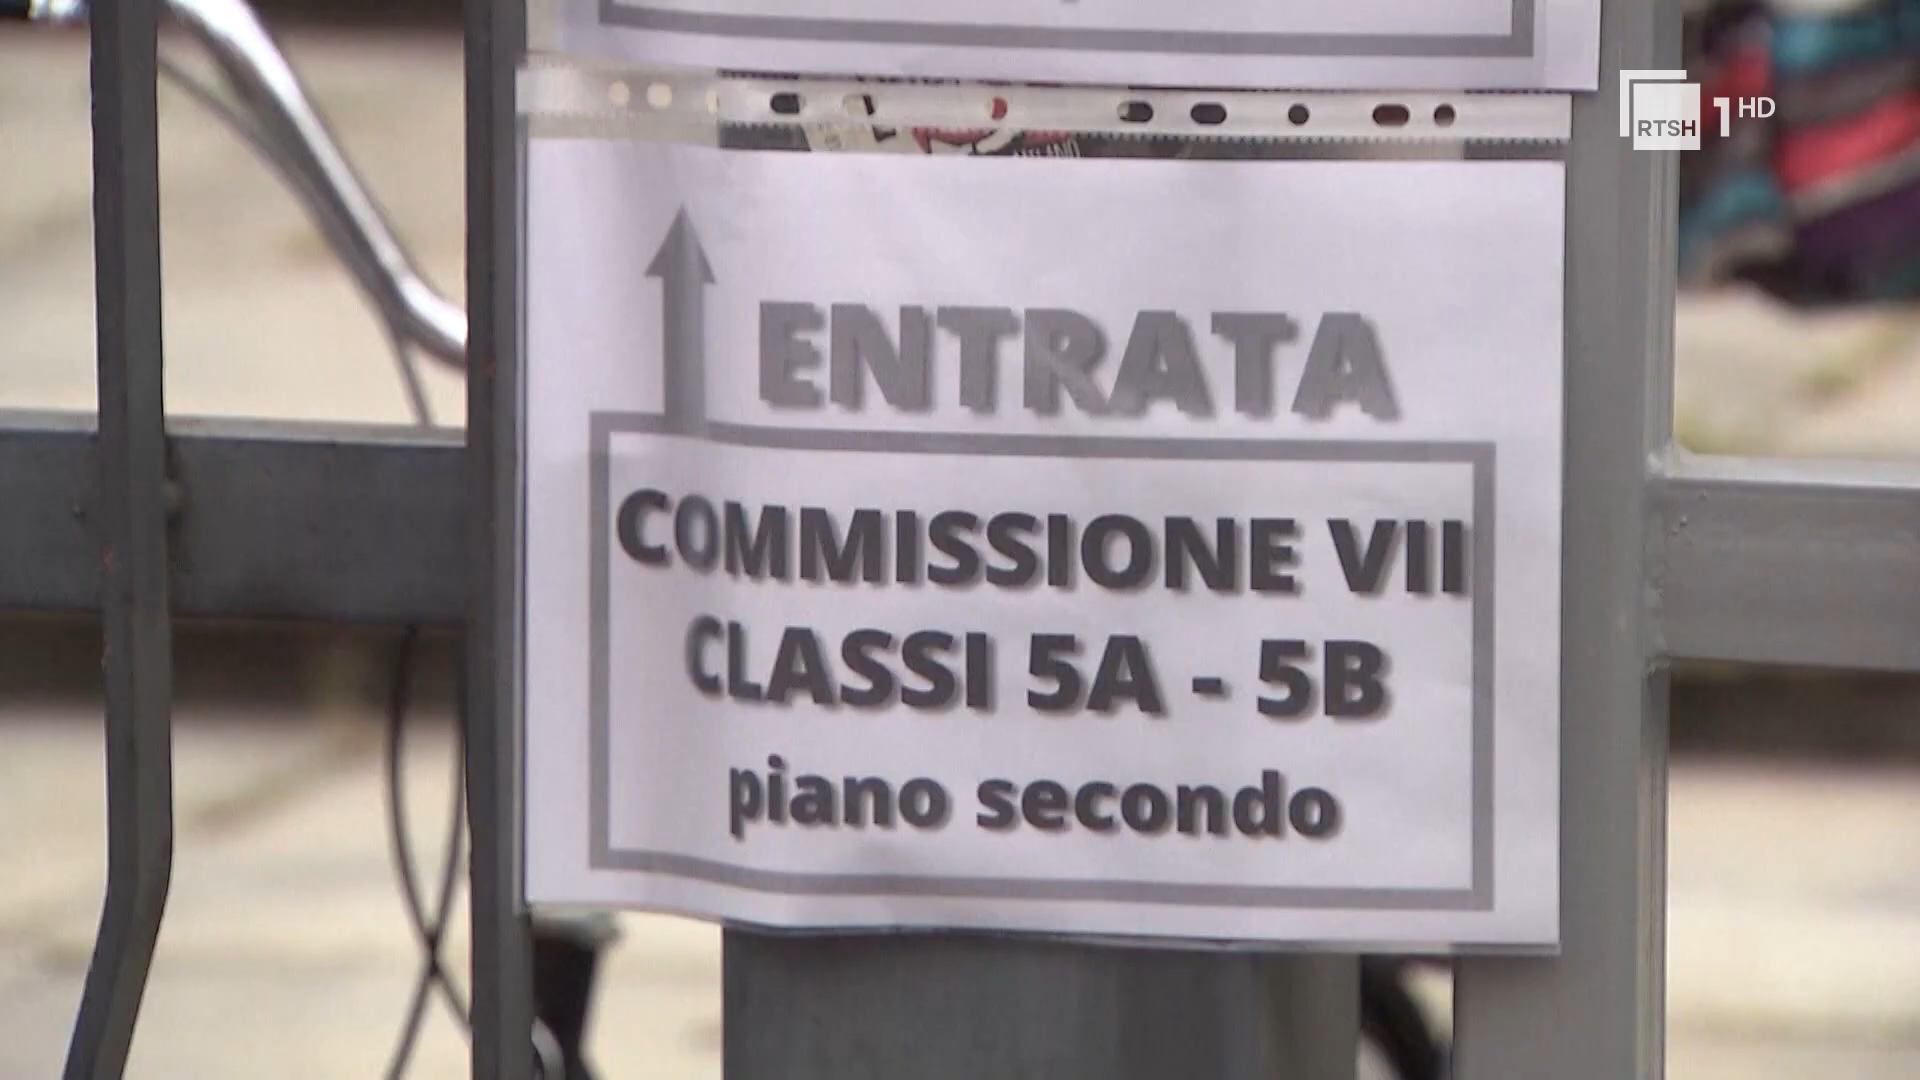 RTSH 1 HD
ENTRATA
COMMISSIONE VII
CLASSI 5A - 5B
piano secondo